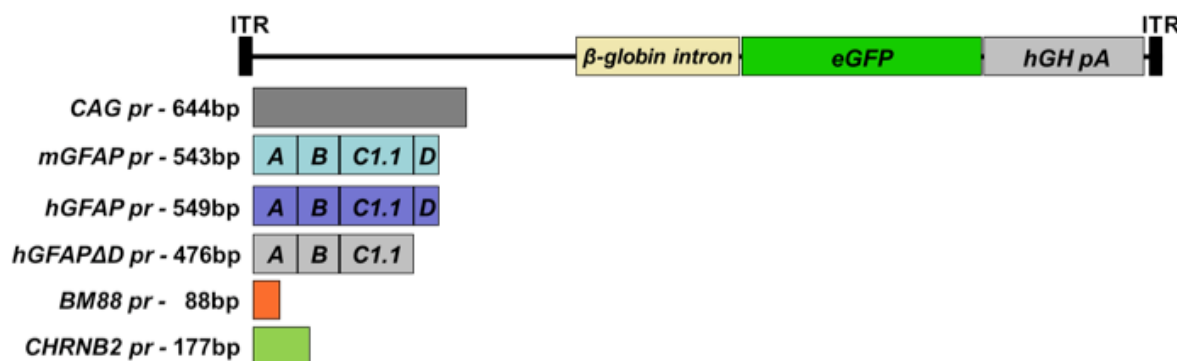 ITR ITR
β-globin intron eGFP hGH pA
CAG pr - 644bp
mGFAP pr - 543bp A B C1.1 D
hGFAP pr - 549bp A B C1.1 D
hGFAPΔD pr - 476bp A B C1.1
BM88 pr - 88bp
CHRNB2 pr - 177bp